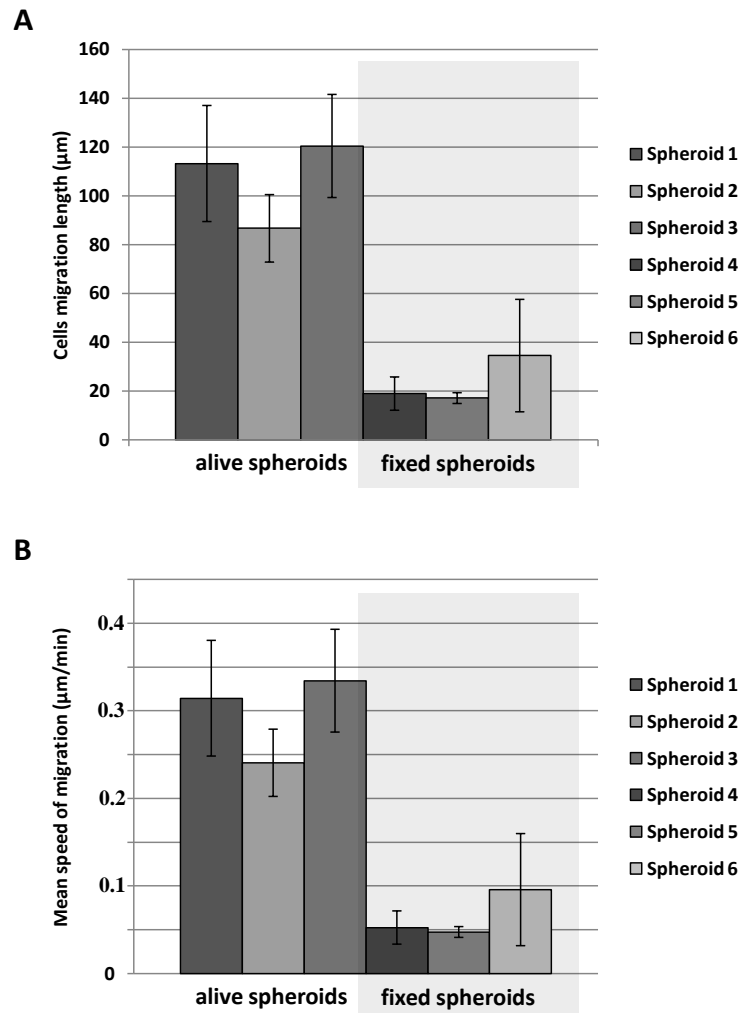 A
160
140
120
100
80
60
40
20
0
Cells migration length (µm)
alive spheroids
fixed spheroids
Spheroid 1
Spheroid 2
Spheroid 3
Spheroid 4
Spheroid 5
Spheroid 6
B
0.4
0.3
0.2
0.1
0
Mean speed of migration (µm/min)
alive spheroids
fixed spheroids
Spheroid 1
Spheroid 2
Spheroid 3
Spheroid 4
Spheroid 5
Spheroid 6